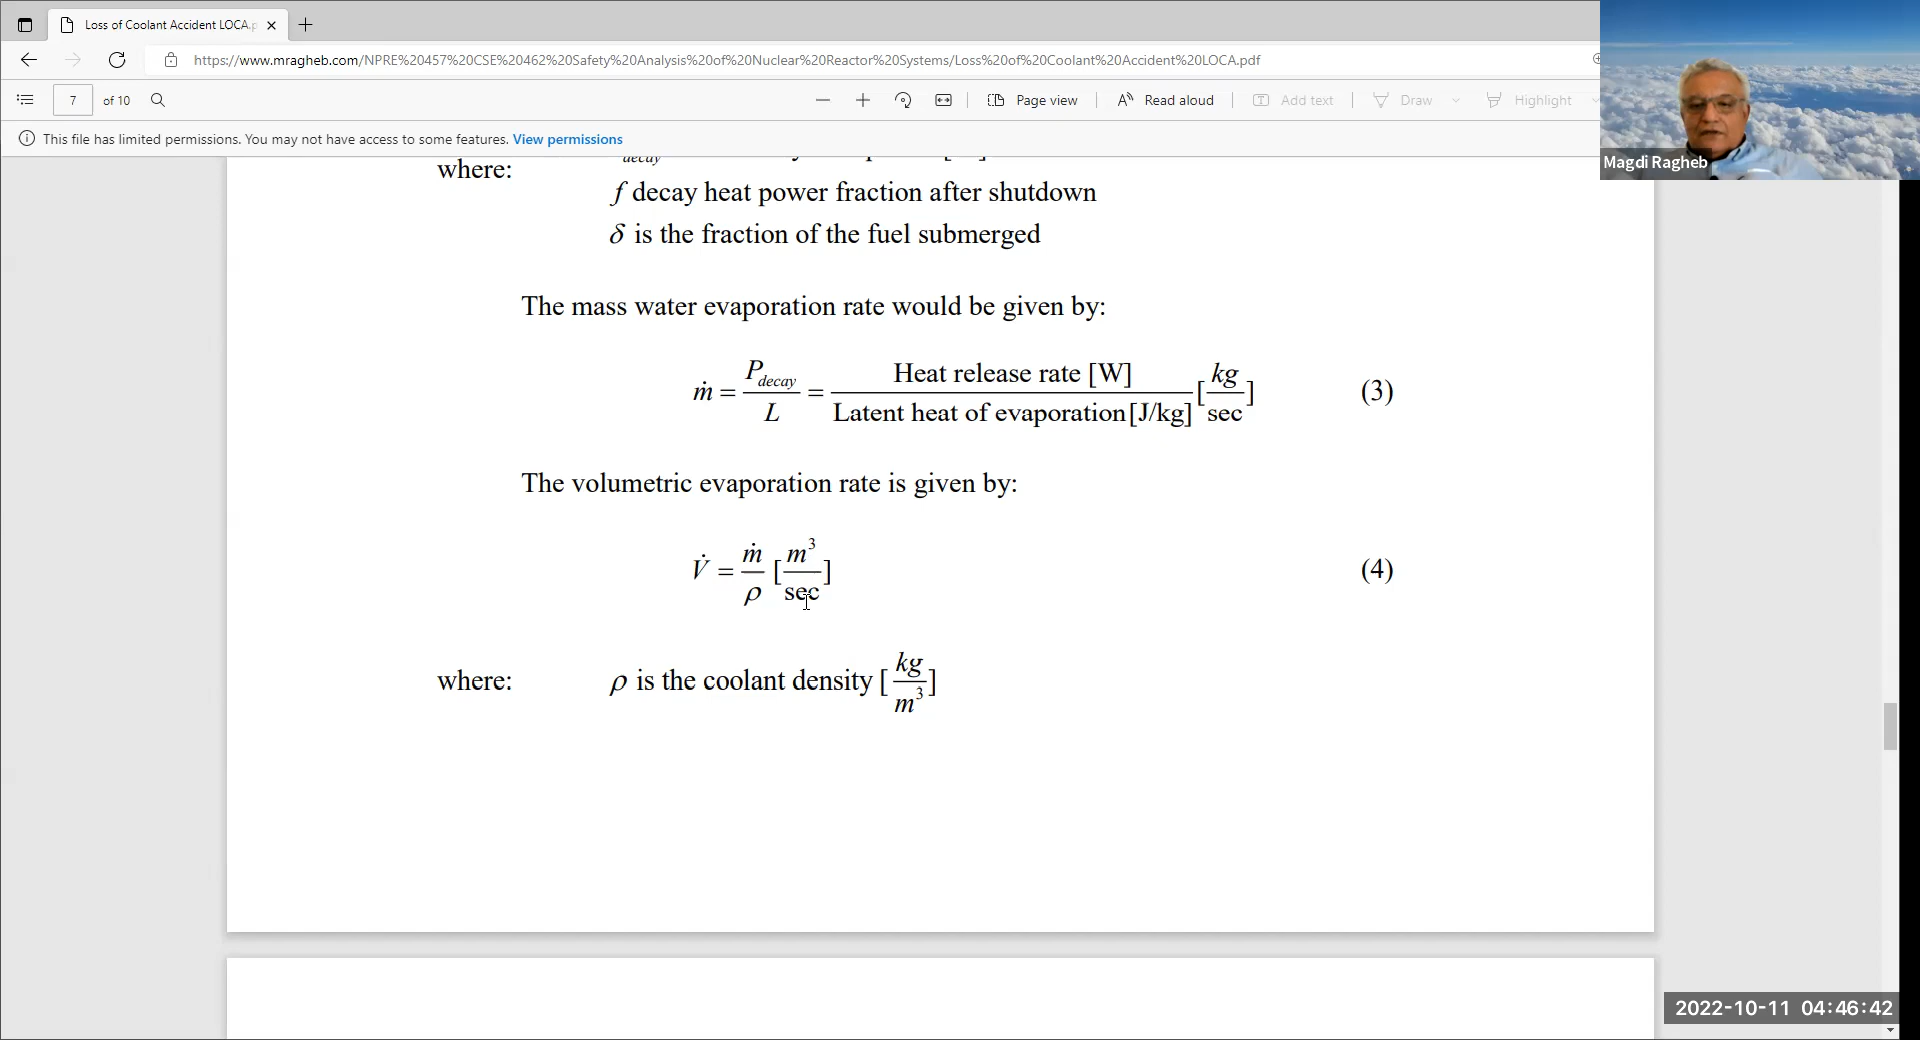 Loss of Coolant Accident LOCA.p
https://www.mragheb.com/NPRE%20457%20CSE%20462%20Safety%20Analysis%20of%20Nuclear%20Reactor%20Systems/Loss%20of%20Coolant%20Accident%20LOCA.pdf
7 of 10 Page view Read aloud Add text Draw Highlight
This file has limited permissions. You may not have access to some features. View permissions
Magdi Ragheb
decay
where:
f decay heat power fraction after shutdown
δ is the fraction of the fuel submerged
The mass water evaporation rate would be given by:
ṁ = P_decay / L = Heat release rate [W] / Latent heat of evaporation[J/kg] [kg / sec] (3)
The volumetric evaporation rate is given by:
V̇ = ṁ / ρ [m³ / sec] (4)
where: ρ is the coolant density [kg / m³]
2022-10-11 04:46:42